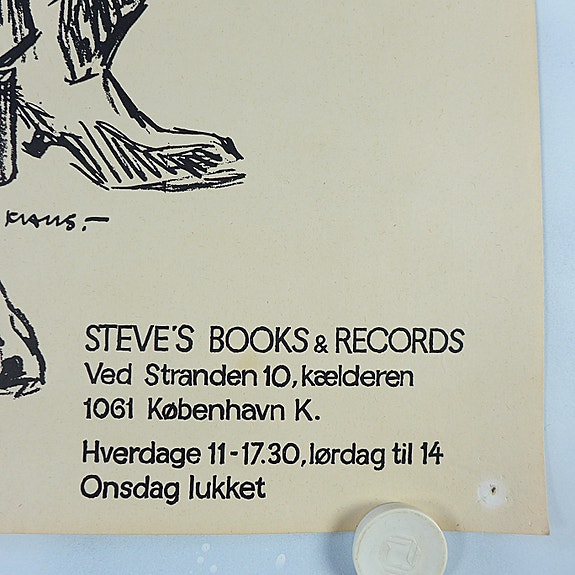 KLAUS.-
STEVE'S BOOKS & RECORDS
Ved Stranden 10, kælderen
1061 København K.
Hverdage 11-17.30, lørdag til 14
Onsdag lukket